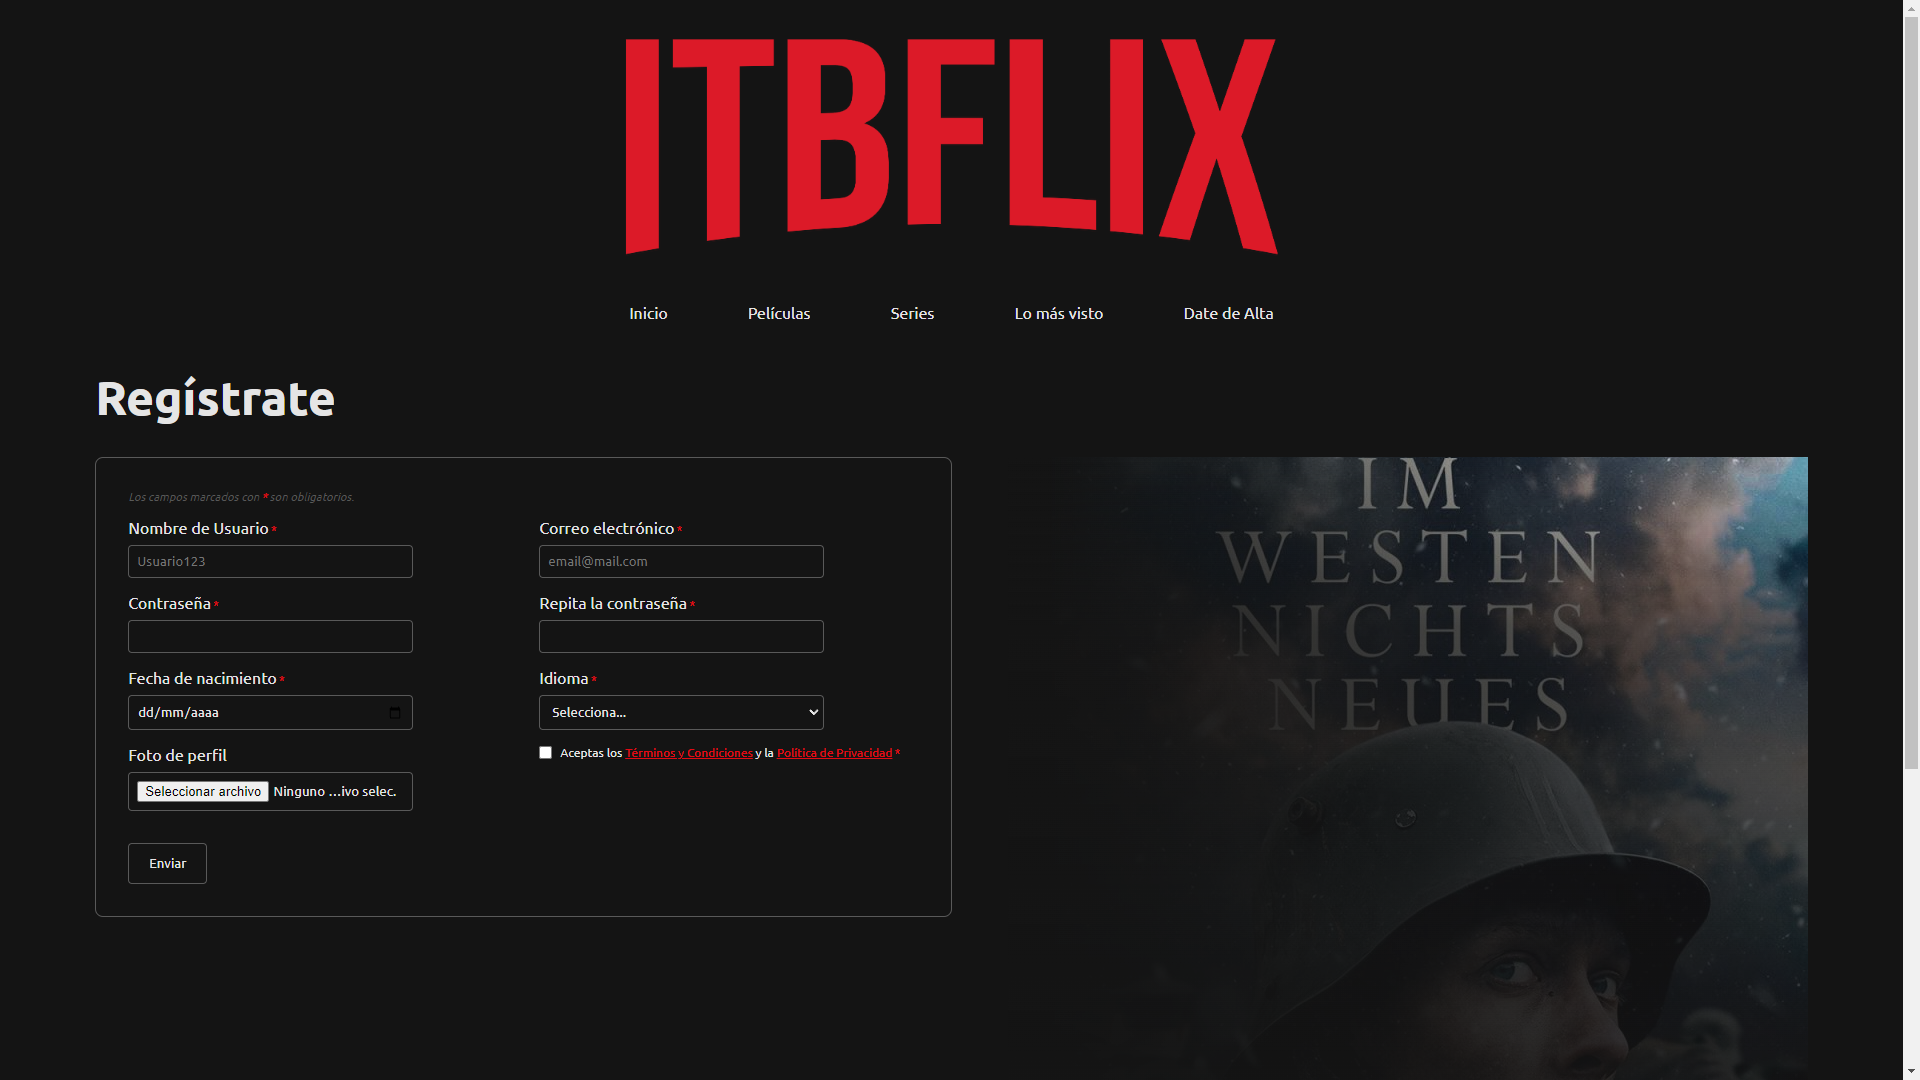 ITBFLIX
Inicio Películas Series Lo más visto Date de Alta
Regístrate
Los campos marcados con * son obligatorios.
Nombre de Usuario *
Usuario123
Correo electrónico *
email@mail.com
Contraseña *
Repita la contraseña *
Fecha de nacimiento *
dd/mm/aaaa
Idioma *
Selecciona...
Foto de perfil
Seleccionar archivo Ninguno ...ivo selec.
Aceptas los Términos y Condiciones y la Política de Privacidad *
Enviar
IM
WESTEN
NICHTS
NEUES